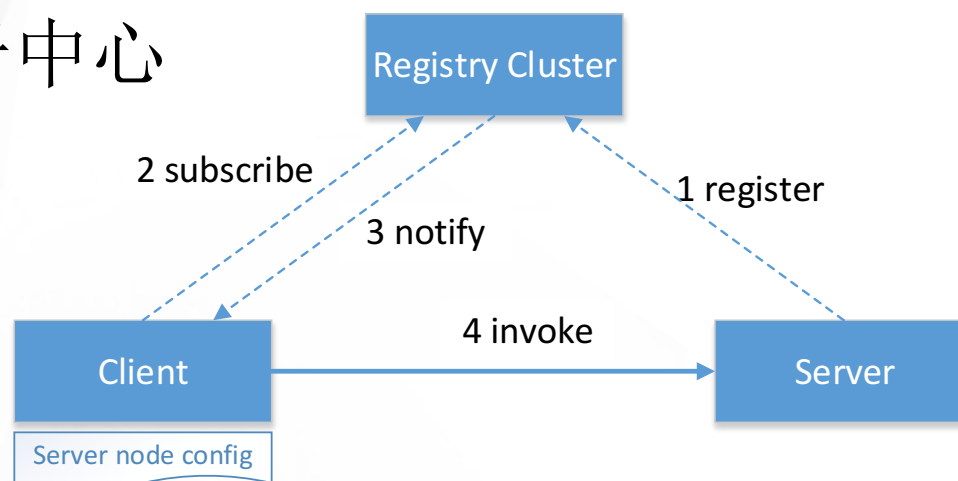 中心
Registry Cluster
2 subscribe
1 register
3 notify
4 invoke
Client
Server
Server node config